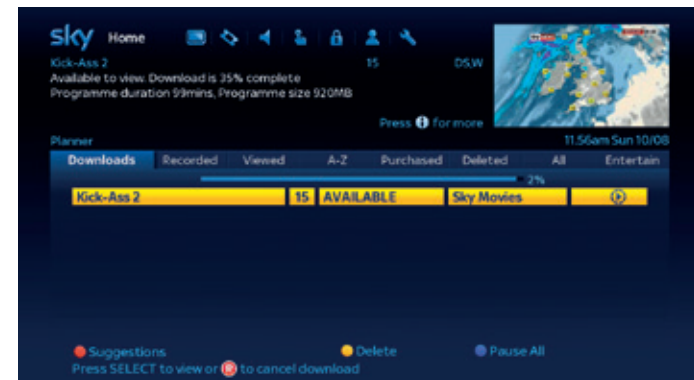 sky Home
Kick-Ass 2 15 DS,W
Available to view. Download is 35% complete
Programme duration 99mins, Programme size 920MB
Press i for more
Planner 11.56am Sun 10/08
Downloads Recorded Viewed A-Z Purchased Deleted All Entertain
2%
Kick-Ass 2 15 AVAILABLE Sky Movies
Suggestions Delete Pause All
Press SELECT to view or R to cancel download